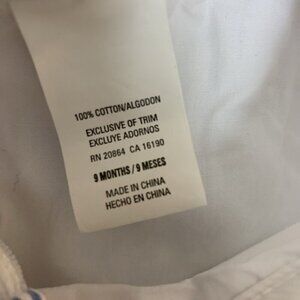 100% COTTON/ALGODON
EXCLUSIVE OF TRIM
EXCLUYE ADORNOS
RN 20864 CA 16190
9 MONTHS / 9 MESES
MADE IN CHINA
HECHO EN CHINA